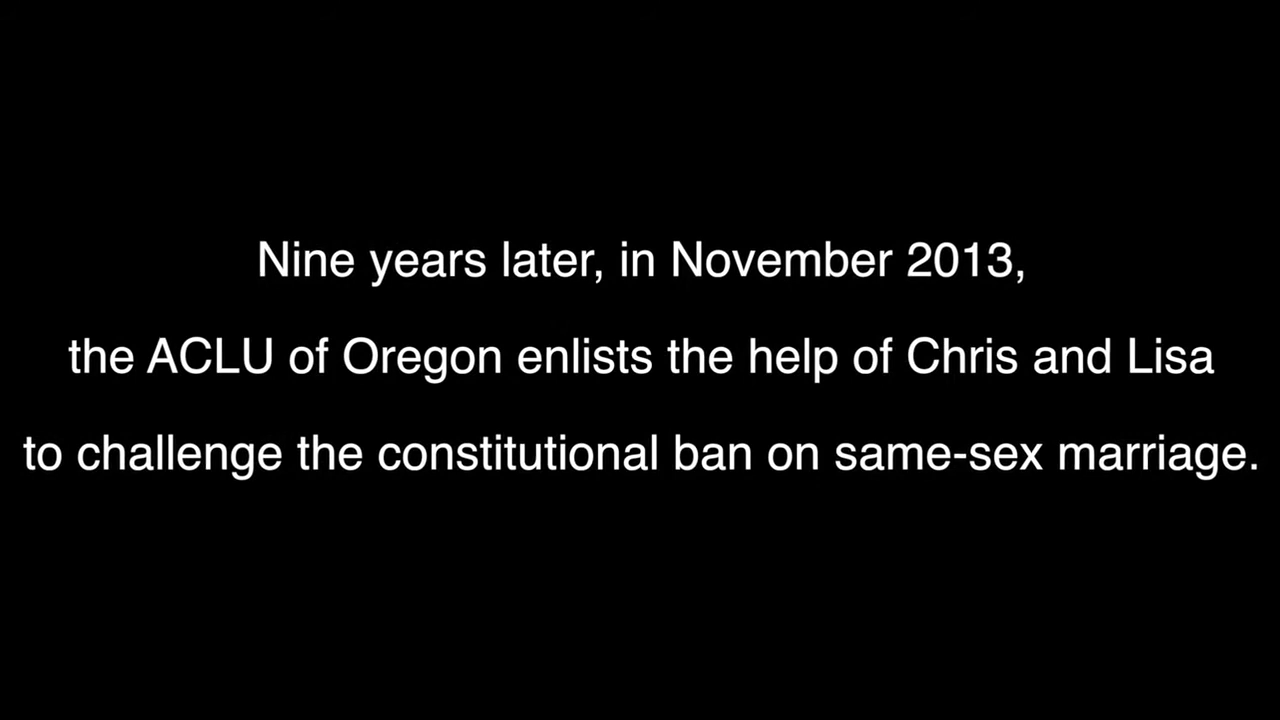 Nine years later, in November 2013,
the ACLU of Oregon enlists the help of Chris and Lisa
to challenge the constitutional ban on same-sex marriage.